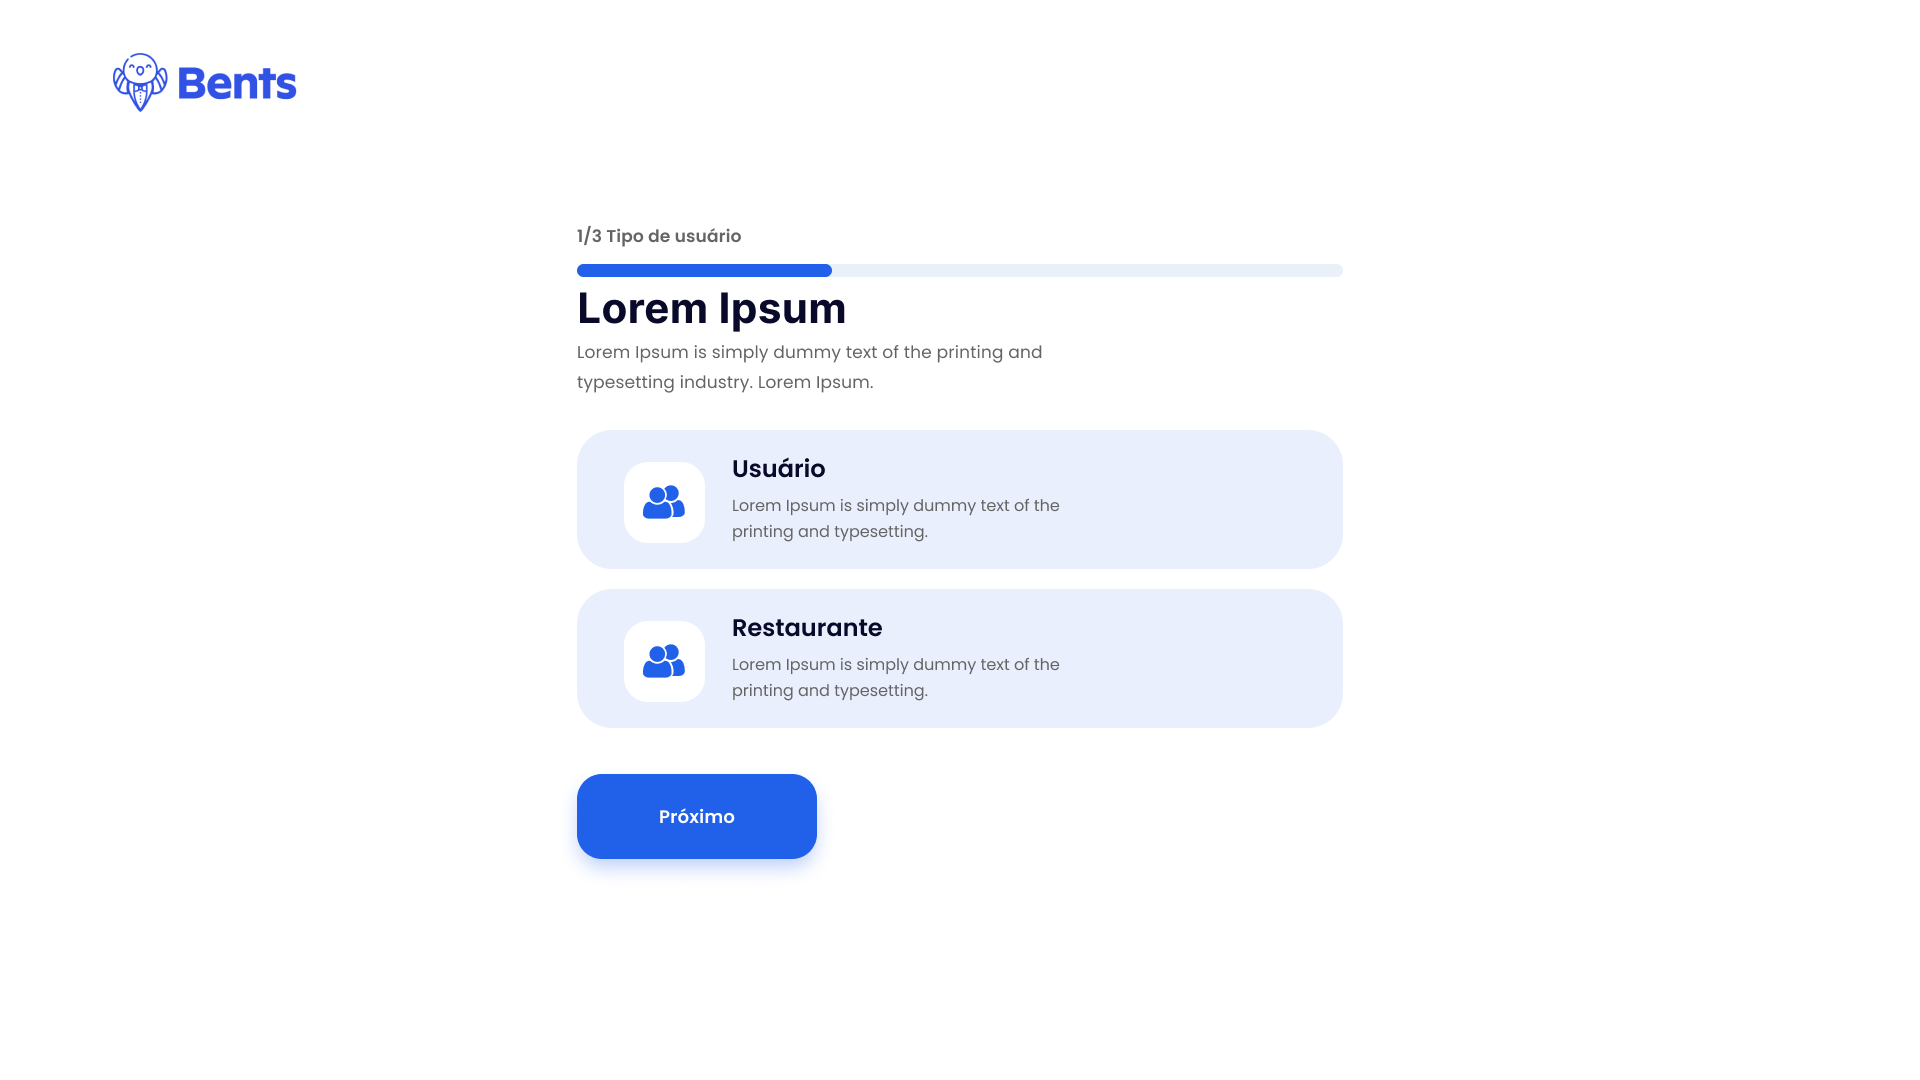 Bents
1/3 Tipo de usuário
Lorem Ipsum
Lorem Ipsum is simply dummy text of the printing and
typesetting industry. Lorem Ipsum.
Usuário
Lorem Ipsum is simply dummy text of the
printing and typesetting.
Restaurante
Lorem Ipsum is simply dummy text of the
printing and typesetting.
Próximo